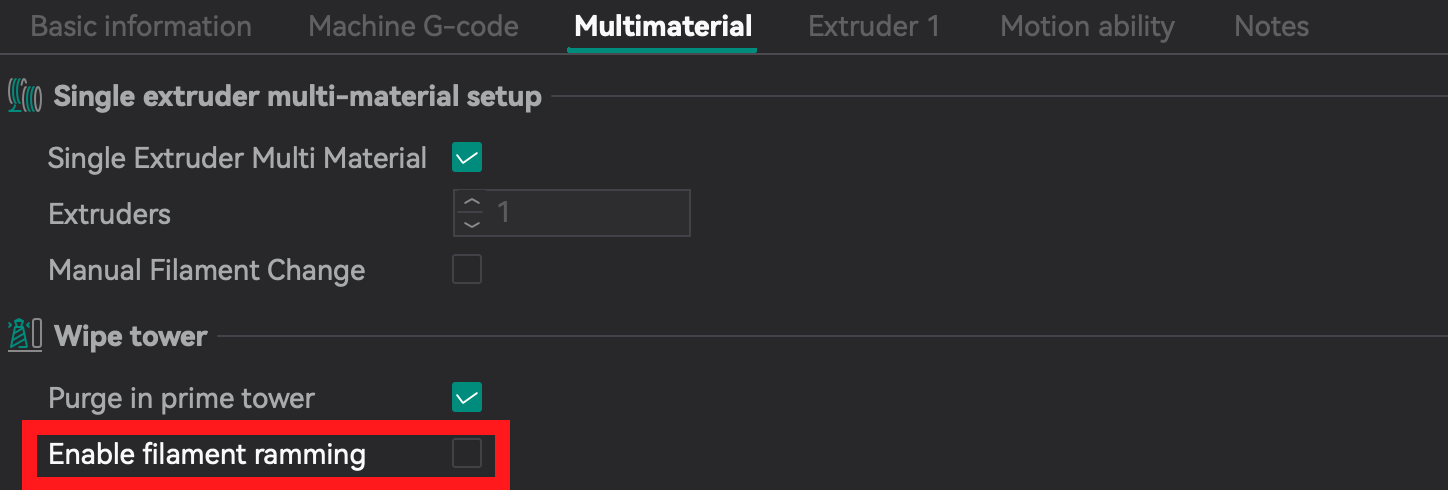 Basic information Machine G-code Multimaterial Extruder 1 Motion ability Notes
Single extruder multi-material setup
Single Extruder Multi Material
Extruders 1
Manual Filament Change
Wipe tower
Purge in prime tower
Enable filament ramming